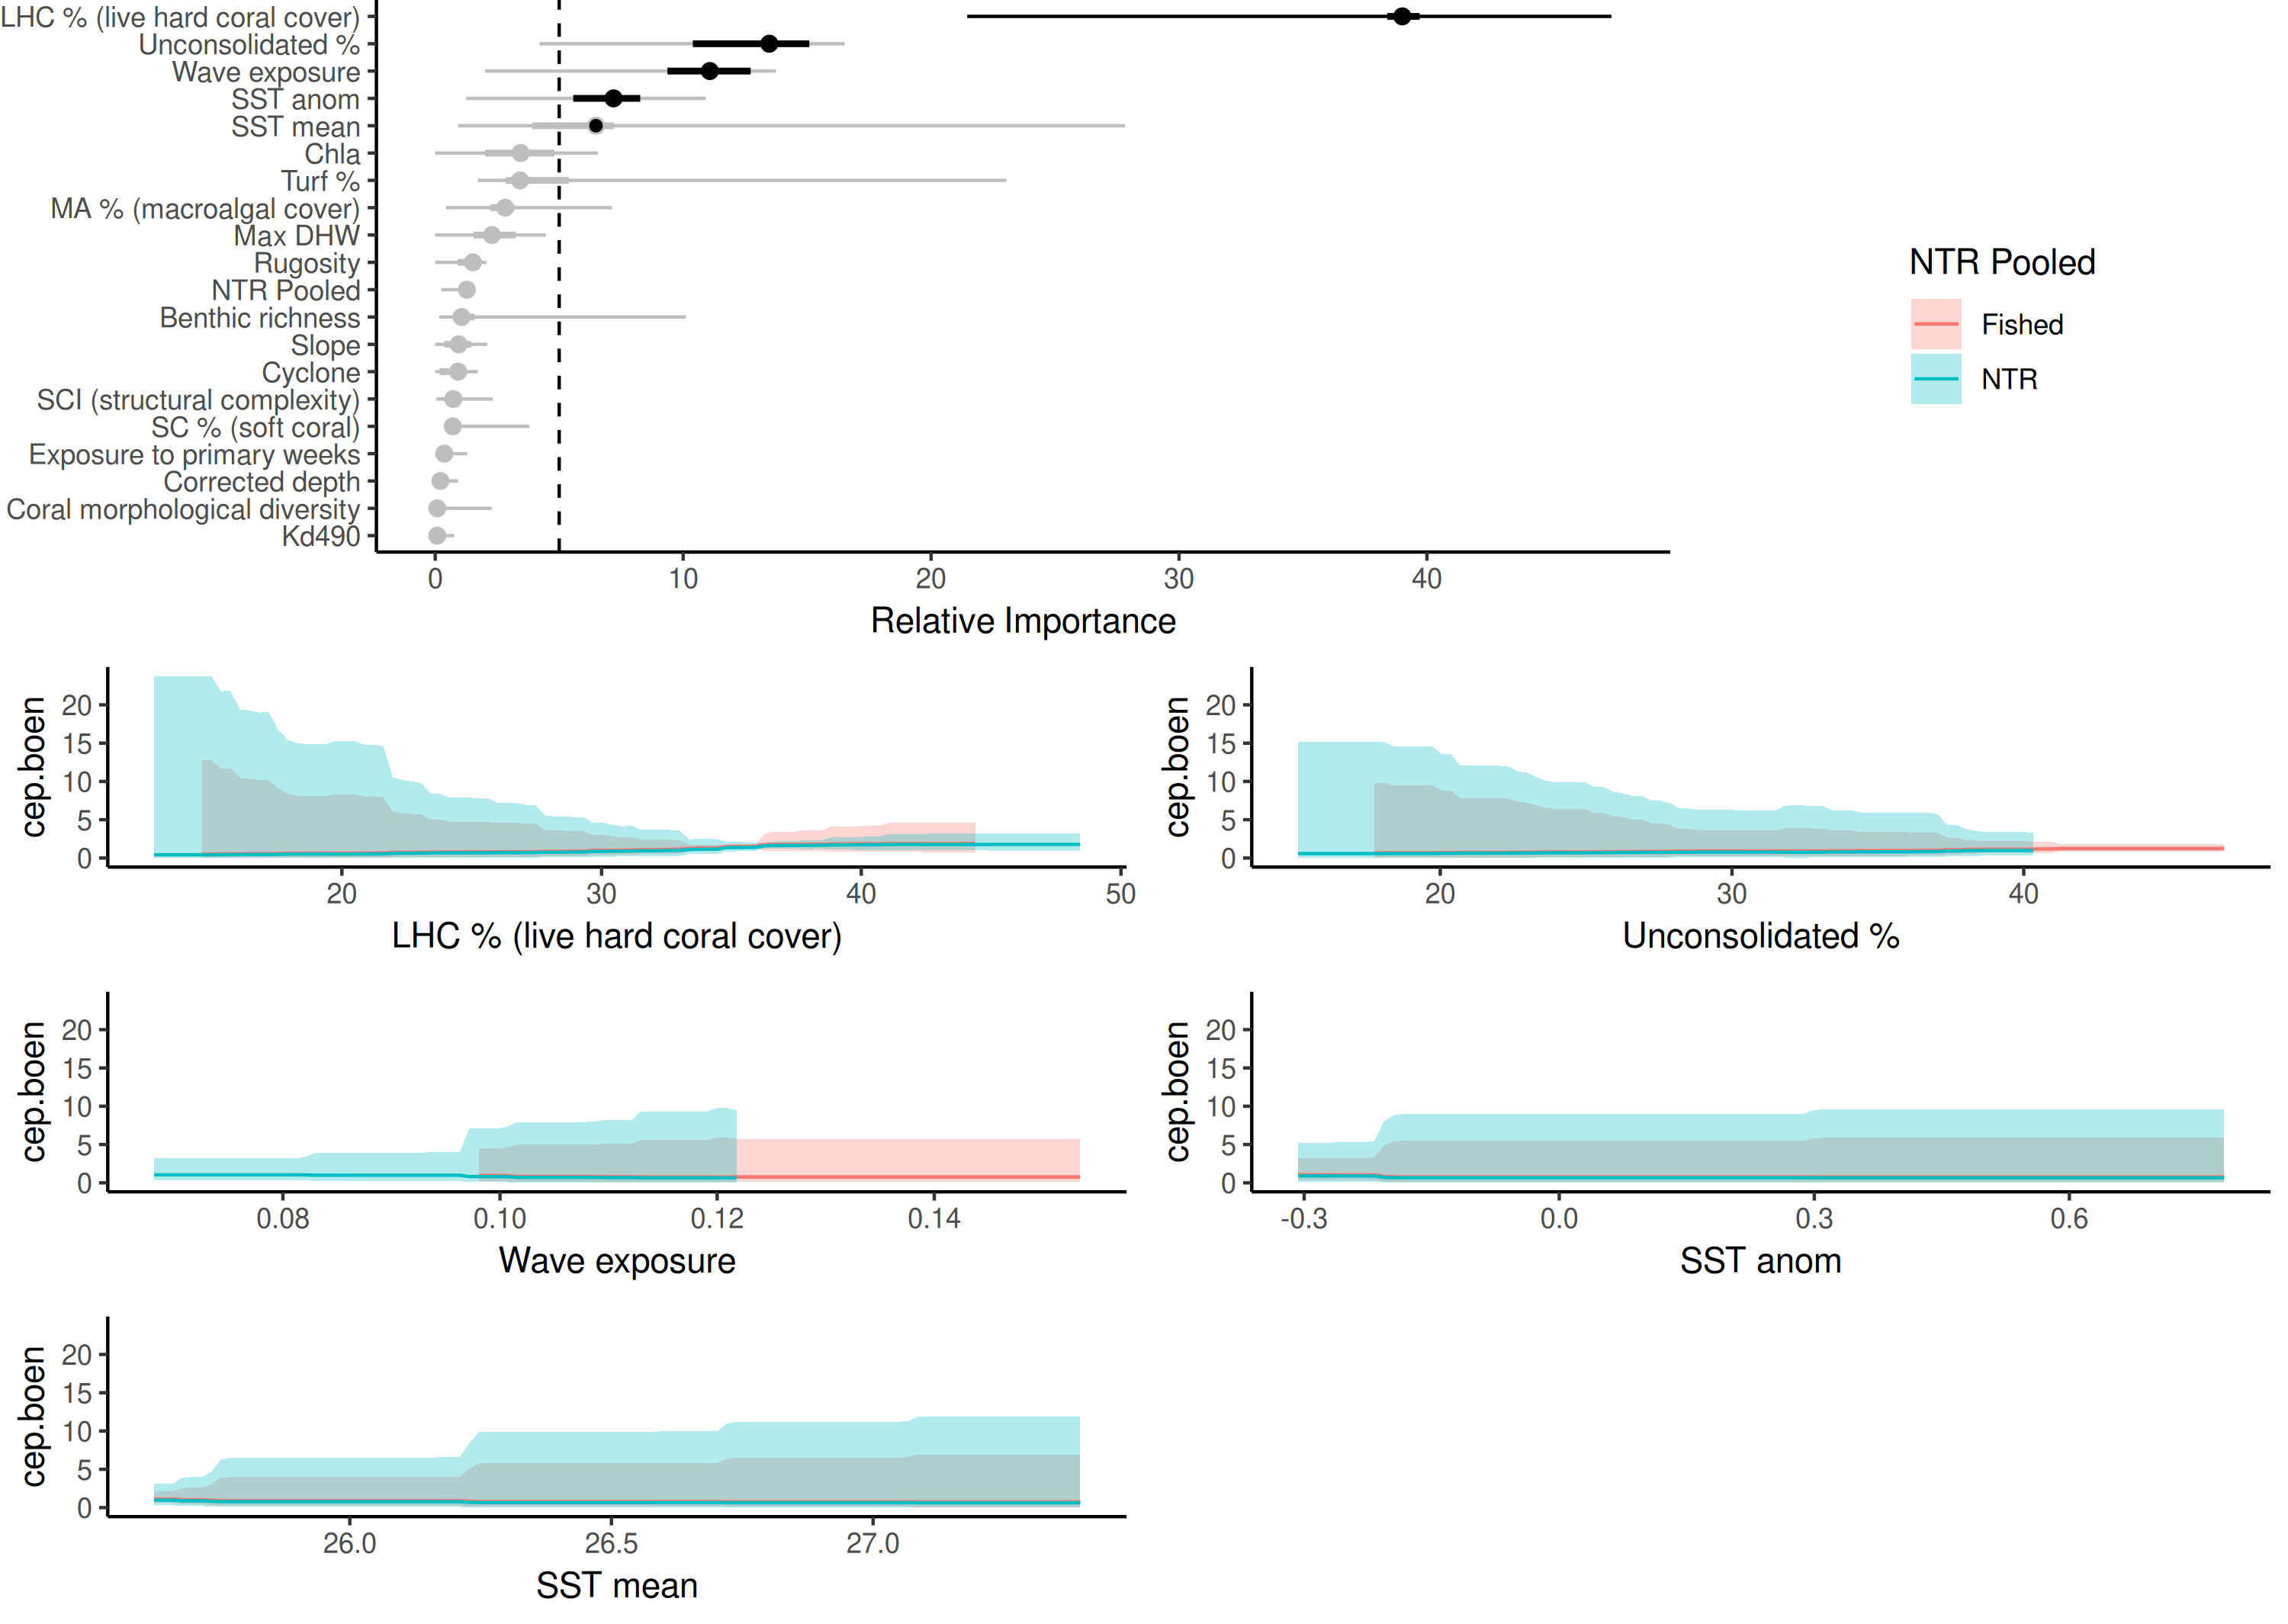 LHC % (live hard coral cover)
Unconsolidated %
Wave exposure
SST anom
SST mean
Chla
Turf %
MA % (macroalgal cover)
Max DHW
Rugosity
NTR Pooled
Benthic richness
Slope
Cyclone
SCI (structural complexity)
SC % (soft coral)
Exposure to primary weeks
Corrected depth
Coral morphological diversity
Kd490
0 10 20 30 40
Relative Importance
NTR Pooled
Fished
NTR
cep.boen
20
15
10
5
0
20 30 40 50
LHC % (live hard coral cover)
cep.boen
20
15
10
5
0
20 30 40
Unconsolidated %
cep.boen
20
15
10
5
0
0.08 0.10 0.12 0.14
Wave exposure
cep.boen
20
15
10
5
0
-0.3 0.0 0.3 0.6
SST anom
cep.boen
20
15
10
5
0
26.0 26.5 27.0
SST mean